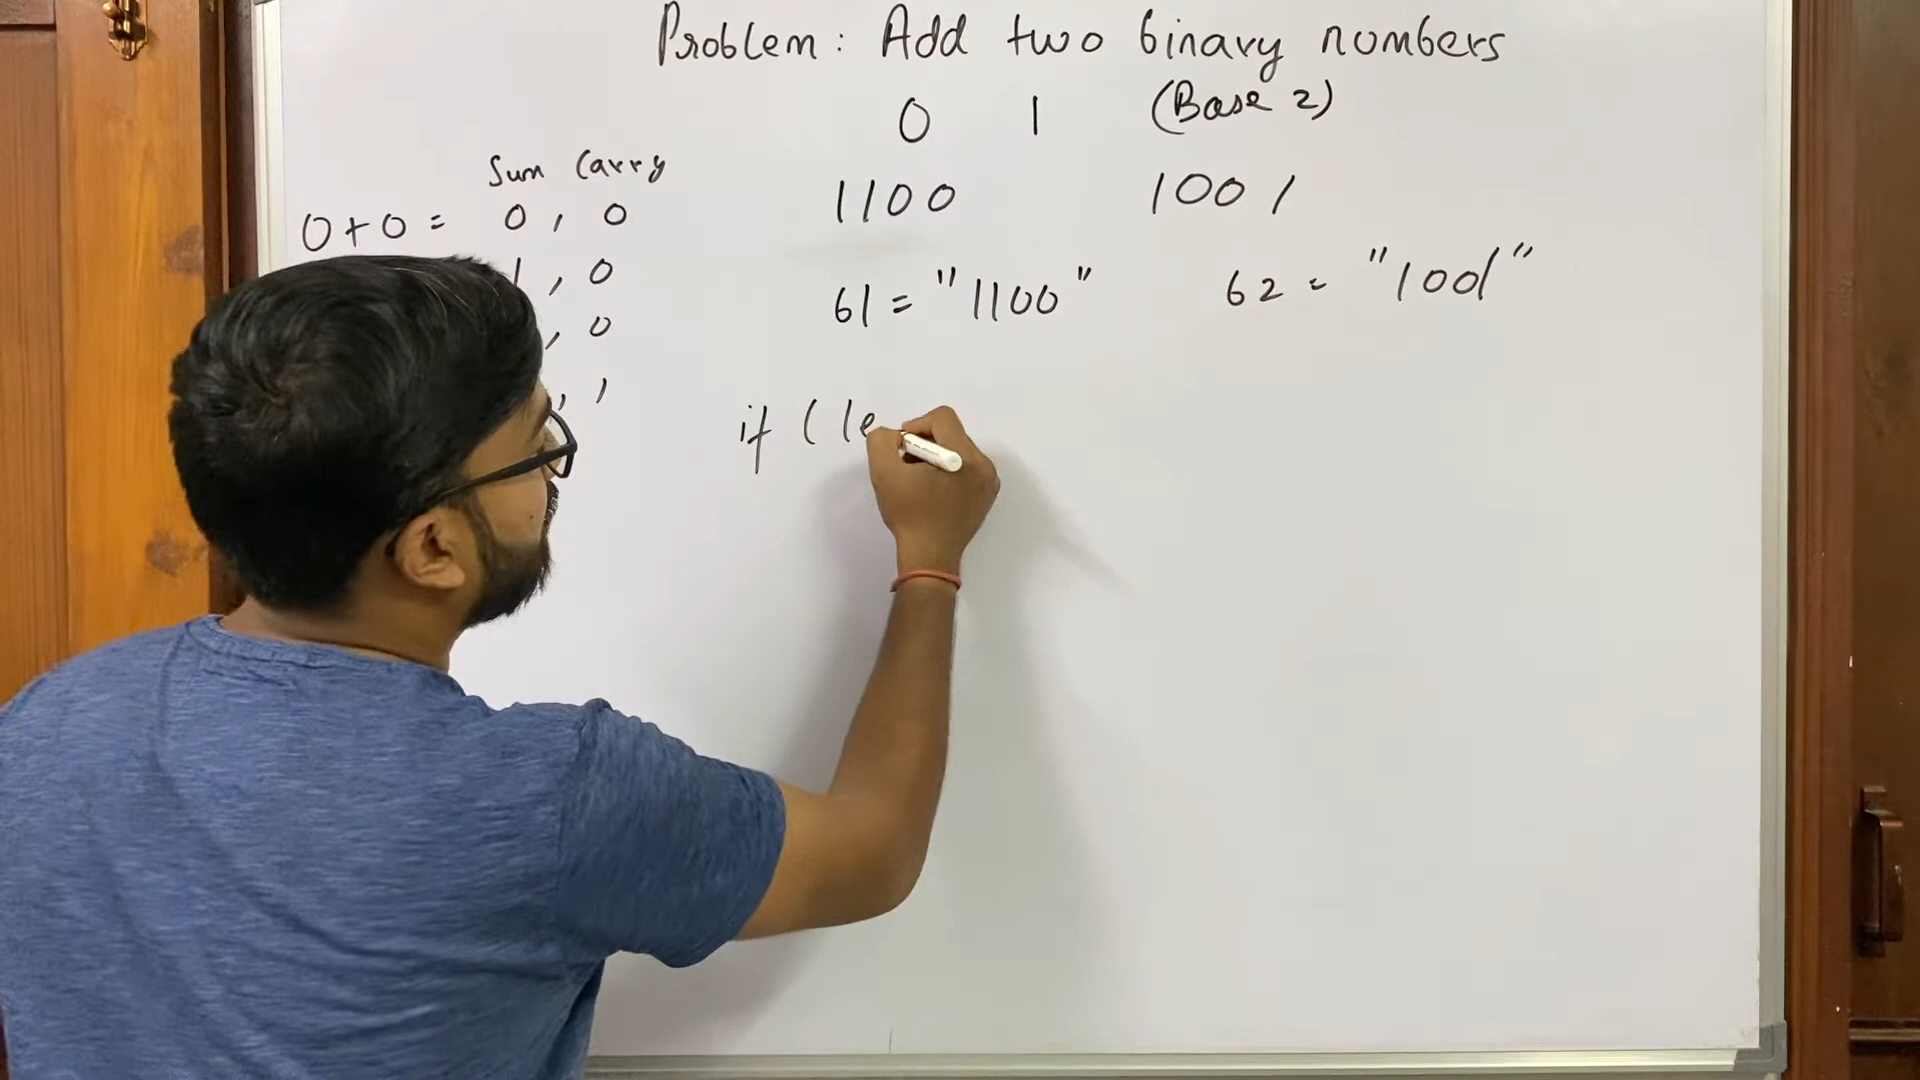 Problem: Add two binary numbers
0 1 (Base 2)
Sum Carry
0+0 = 0, 0
1, 0
, 0
, 1
1100 1001
b1 = "1100" b2 = "1001"
if ( le